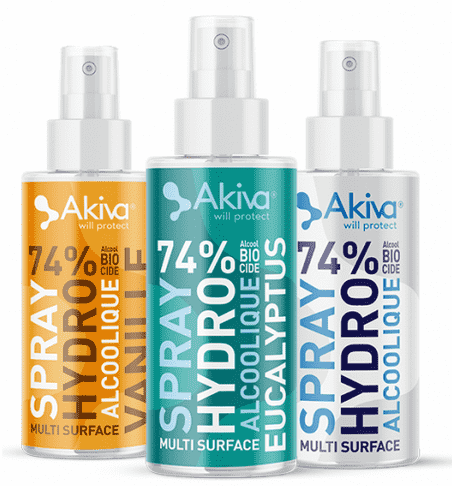 Akiva®
will protect
74% Alcool
BIO
CIDE
SPRAY
HYDRO
ALCOOLIQUE
VANILLE
MULTI SURFACE
Akiva®
will protect
74% Alcool
BIO
CIDE
SPRAY
HYDRO
ALCOOLIQUE
EUCALYPTUS
MULTI SURFACE
Akiva®
will protect
74% Alcool
BIO
CIDE
SPRAY
HYDRO
ALCOOLIQUE
MULTI SURFACE